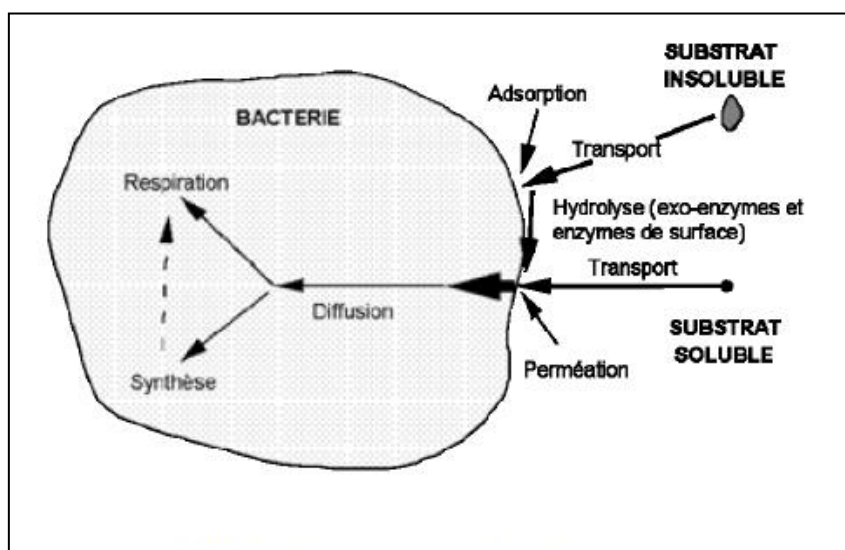 SUBSTRAT
INSOLUBLE
Adsorption
BACTERIE
Transport
Respiration
Hydrolyse (exo-enzymes et
enzymes de surface)
Transport
Diffusion
SUBSTRAT
SOLUBLE
Perméation
Synthèse